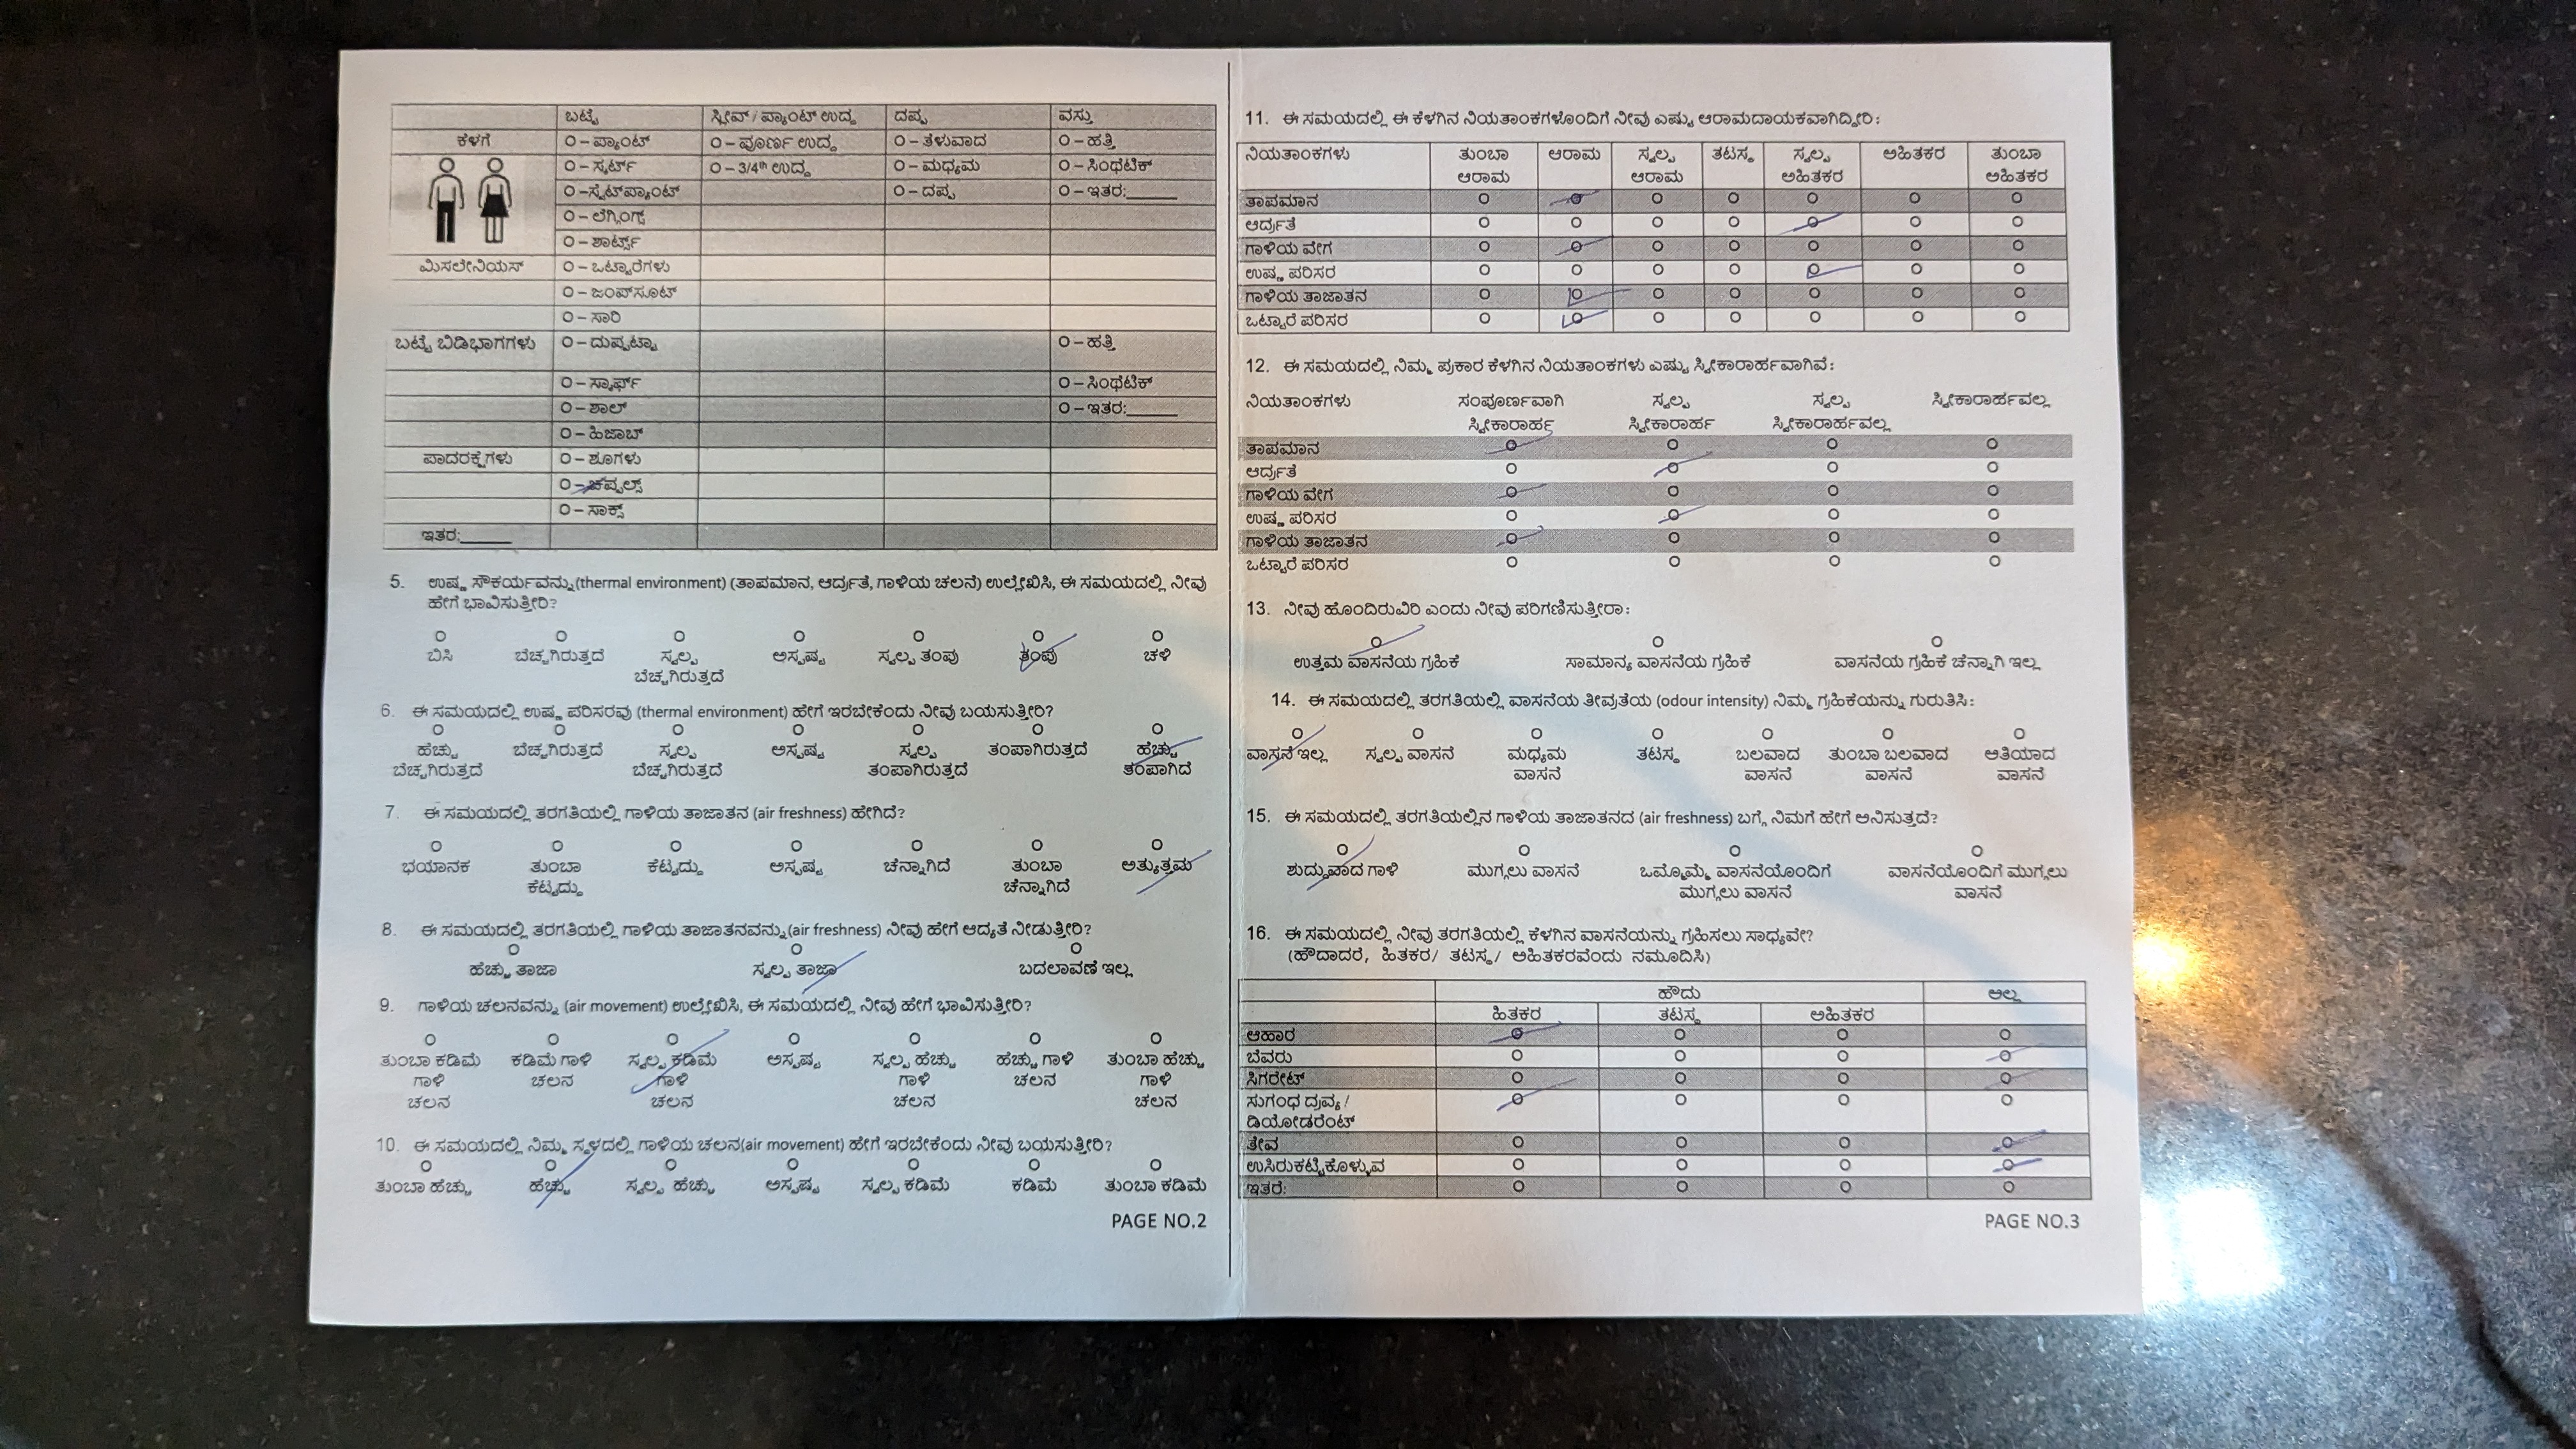 ಬಟ್ಟೆ ಸ್ಲೀವ್ / ಪ್ಯಾಂಟ್ ಉದ್ದ ದಪ್ಪ ವಸ್ತು
ಕೆಳಗೆ O – ಪ್ಯಾಂಟ್ O – ಪೂರ್ಣ ಉದ್ದ O – ತೆಳುವಾದ O – ಹತ್ತಿ
O – ಸ್ಕರ್ಟ್ O – 3/4th ಉದ್ದ O – ಮಧ್ಯಮ O – ಸಿಂಥೆಟಿಕ್
O –ಸ್ವೆಟ್‌ಪ್ಯಾಂಟ್ O – ದಪ್ಪ O – ಇತರ:_____
O – ಲೆಗ್ಗಿಂಗ್ಸ್
O – ಶಾರ್ಟ್ಸ್
ಮಿಸಲೇನಿಯಸ್ O – ಒಟ್ಟಾರೆಗಳು
O – ಜಂಪ್‌ಸೂಟ್
O – ಸಾರಿ
ಬಟ್ಟೆ ಬಿಡಿಭಾಗಗಳು O – ದುಪ್ಪಟ್ಟಾ O – ಹತ್ತಿ
O – ಸ್ಕಾರ್ಫ್ O – ಸಿಂಥೆಟಿಕ್
O – ಶಾಲ್ O – ಇತರ:_____
O – ಹಿಜಾಬ್
ಪಾದರಕ್ಷೆಗಳು O – ಶೂಗಳು
O – ಚಪ್ಪಲ್ಸ್
O – ಸಾಕ್ಸ್
ಇತರ:_____
5. ಉಷ್ಣ ಸೌಕರ್ಯವನ್ನು(thermal environment) (ತಾಪಮಾನ, ಆರ್ದ್ರತೆ, ಗಾಳಿಯ ಚಲನೆ) ಉಲ್ಲೇಖಿಸಿ, ಈ ಸಮಯದಲ್ಲಿ ನೀವು
ಹೇಗೆ ಭಾವಿಸುತ್ತೀರಿ?
ಬಿಸಿ ಬೆಚ್ಚಗಿರುತ್ತದೆ ಸ್ವಲ್ಪ ಅಸ್ಪಷ್ಟ ಸ್ವಲ್ಪ ತಂಪು ತಂಪು ಚಳಿ
ಬೆಚ್ಚಗಿರುತ್ತದೆ
6. ಈ ಸಮಯದಲ್ಲಿ ಉಷ್ಣ ಪರಿಸರವು (thermal environment) ಹೇಗೆ ಇರಬೇಕೆಂದು ನೀವು ಬಯಸುತ್ತೀರಿ?
ಹೆಚ್ಚು ಬೆಚ್ಚಗಿರುತ್ತದೆ ಸ್ವಲ್ಪ ಅಸ್ಪಷ್ಟ ಸ್ವಲ್ಪ ತಂಪಾಗಿರುತ್ತದೆ ಹೆಚ್ಚು
ಬೆಚ್ಚಗಿರುತ್ತದೆ ಬೆಚ್ಚಗಿರುತ್ತದೆ ತಂಪಾಗಿರುತ್ತದೆ ತಂಪಾಗಿದೆ
7. ಈ ಸಮಯದಲ್ಲಿ ತರಗತಿಯಲ್ಲಿ ಗಾಳಿಯ ತಾಜಾತನ (air freshness) ಹೇಗಿದೆ?
ಭಯಾನಕ ತುಂಬಾ ಕೆಟ್ಟದ್ದು ಅಸ್ಪಷ್ಟ ಚೆನ್ನಾಗಿದೆ ತುಂಬಾ ಅತ್ಯುತ್ತಮ
ಕೆಟ್ಟದ್ದು ಚೆನ್ನಾಗಿದೆ
8. ಈ ಸಮಯದಲ್ಲಿ ತರಗತಿಯಲ್ಲಿ ಗಾಳಿಯ ತಾಜಾತನವನ್ನು(air freshness) ನೀವು ಹೇಗೆ ಆದ್ಯತೆ ನೀಡುತ್ತೀರಿ?
ಹೆಚ್ಚು ತಾಜಾ ಸ್ವಲ್ಪ ತಾಜಾ ಬದಲಾವಣೆ ಇಲ್ಲ
9. ಗಾಳಿಯ ಚಲನವನ್ನು (air movement) ಉಲ್ಲೇಖಿಸಿ, ಈ ಸಮಯದಲ್ಲಿ ನೀವು ಹೇಗೆ ಭಾವಿಸುತ್ತೀರಿ?
ತುಂಬಾ ಕಡಿಮೆ ಕಡಿಮೆ ಗಾಳಿ ಸ್ವಲ್ಪ ಕಡಿಮೆ ಅಸ್ಪಷ್ಟ ಸ್ವಲ್ಪ ಹೆಚ್ಚು ಹೆಚ್ಚು ಗಾಳಿ ತುಂಬಾ ಹೆಚ್ಚು
ಗಾಳಿ ಚಲನ ಗಾಳಿ ಗಾಳಿ ಚಲನ ಗಾಳಿ
ಚಲನ ಚಲನ ಚಲನ ಚಲನ
10. ಈ ಸಮಯದಲ್ಲಿ ನಿಮ್ಮ ಸ್ಥಳದಲ್ಲಿ ಗಾಳಿಯ ಚಲನ(air movement) ಹೇಗೆ ಇರಬೇಕೆಂದು ನೀವು ಬಯಸುತ್ತೀರಿ?
ತುಂಬಾ ಹೆಚ್ಚು ಹೆಚ್ಚು ಸ್ವಲ್ಪ ಹೆಚ್ಚು ಅಸ್ಪಷ್ಟ ಸ್ವಲ್ಪ ಕಡಿಮೆ ಕಡಿಮೆ ತುಂಬಾ ಕಡಿಮೆ
PAGE NO.2
11. ಈ ಸಮಯದಲ್ಲಿ ಈ ಕೆಳಗಿನ ನಿಯತಾಂಕಗಳೊಂದಿಗೆ ನೀವು ಎಷ್ಟು ಆರಾಮದಾಯಕವಾಗಿದ್ದೀರಿ:
ನಿಯತಾಂಕಗಳು ತುಂಬಾ ಆರಾಮ ಸ್ವಲ್ಪ ತಟಸ್ಥ ಸ್ವಲ್ಪ ಅಹಿತಕರ ತುಂಬಾ
ಆರಾಮ ಆರಾಮ ಅಹಿತಕರ ಅಹಿತಕರ
ತಾಪಮಾನ
ಆರ್ದ್ರತೆ
ಗಾಳಿಯ ವೇಗ
ಉಷ್ಣ ಪರಿಸರ
ಗಾಳಿಯ ತಾಜಾತನ
ಒಟ್ಟಾರೆ ಪರಿಸರ
12. ಈ ಸಮಯದಲ್ಲಿ ನಿಮ್ಮ ಪ್ರಕಾರ ಕೆಳಗಿನ ನಿಯತಾಂಕಗಳು ಎಷ್ಟು ಸ್ವೀಕಾರಾರ್ಹವಾಗಿವೆ:
ನಿಯತಾಂಕಗಳು ಸಂಪೂರ್ಣವಾಗಿ ಸ್ವಲ್ಪ ಸ್ವಲ್ಪ ಸ್ವೀಕಾರಾರ್ಹವಲ್ಲ
ಸ್ವೀಕಾರಾರ್ಹ ಸ್ವೀಕಾರಾರ್ಹ ಸ್ವೀಕಾರಾರ್ಹವಲ್ಲ
ತಾಪಮಾನ
ಆರ್ದ್ರತೆ
ಗಾಳಿಯ ವೇಗ
ಉಷ್ಣ ಪರಿಸರ
ಗಾಳಿಯ ತಾಜಾತನ
ಒಟ್ಟಾರೆ ಪರಿಸರ
13. ನೀವು ಹೊಂದಿರುವಿರಿ ಎಂದು ನೀವು ಪರಿಗಣಿಸುತ್ತೀರಾ:
ಉತ್ತಮ ವಾಸನೆಯ ಗ್ರಹಿಕೆ ಸಾಮಾನ್ಯ ವಾಸನೆಯ ಗ್ರಹಿಕೆ ವಾಸನೆಯ ಗ್ರಹಿಕೆ ಚೆನ್ನಾಗಿ ಇಲ್ಲ
14. ಈ ಸಮಯದಲ್ಲಿ ತರಗತಿಯಲ್ಲಿ ವಾಸನೆಯ ತೀವ್ರತೆಯ (odour intensity) ನಿಮ್ಮ ಗ್ರಹಿಕೆಯನ್ನು ಗುರುತಿಸಿ:
ವಾಸನೆ ಇಲ್ಲ ಸ್ವಲ್ಪ ವಾಸನೆ ಮಧ್ಯಮ ತಟಸ್ಥ ಬಲವಾದ ತುಂಬಾ ಬಲವಾದ ಅತಿಯಾದ
ವಾಸನೆ ವಾಸನೆ ವಾಸನೆ ವಾಸನೆ
15. ಈ ಸಮಯದಲ್ಲಿ ತರಗತಿಯಲ್ಲಿನ ಗಾಳಿಯ ತಾಜಾತನದ (air freshness) ಬಗ್ಗೆ ನಿಮಗೆ ಹೇಗೆ ಅನಿಸುತ್ತದೆ?
ಶುದ್ದುವಾದ ಗಾಳಿ ಮುಗ್ಗಲು ವಾಸನೆ ಒಮ್ಮೊಮ್ಮೆ ವಾಸನೆಯೊಂದಿಗೆ ವಾಸನೆಯೊಂದಿಗೆ ಮುಗ್ಗಲು
ಮುಗ್ಗಲು ವಾಸನೆ ವಾಸನೆ
16. ಈ ಸಮಯದಲ್ಲಿ ನೀವು ತರಗತಿಯಲ್ಲಿ ಕೆಳಗಿನ ವಾಸನೆಯನ್ನು ಗ್ರಹಿಸಲು ಸಾಧ್ಯವೇ?
(ಹೌದಾದರೆ, ಹಿತಕರ/ ತಟಸ್ಥ/ ಅಹಿತಕರವೆಂದು ನಮೂದಿಸಿ)
ಹೌದು ಅಲ್ಲ
ಹಿತಕರ ತಟಸ್ಥ ಅಹಿತಕರ
ಆಹಾರ
ಬೆವರು
ಸಿಗರೇಟ್
ಸುಗಂಧ ದ್ರವ್ಯ/
ಡಿಯೋಡರೆಂಟ್
ತೇವ
ಉಸಿರುಕಟ್ಟಿಕೊಳ್ಳುವ
ಇತರೆ:
PAGE NO.3